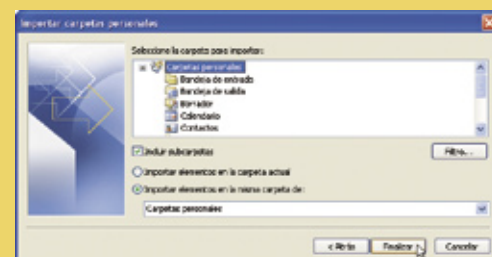 Importar carpetas personales
Seleccione la carpeta para importar:
Carpetas personales
Bandeja de entrada
Bandeja de salida
Borrador
Calendario
Contactos
Incluir subcarpetas
Filtro...
Importar elementos en la carpeta actual
Importar elementos en la misma carpeta de:
Carpetas personales
< Atrás
Finalizar
Cancelar